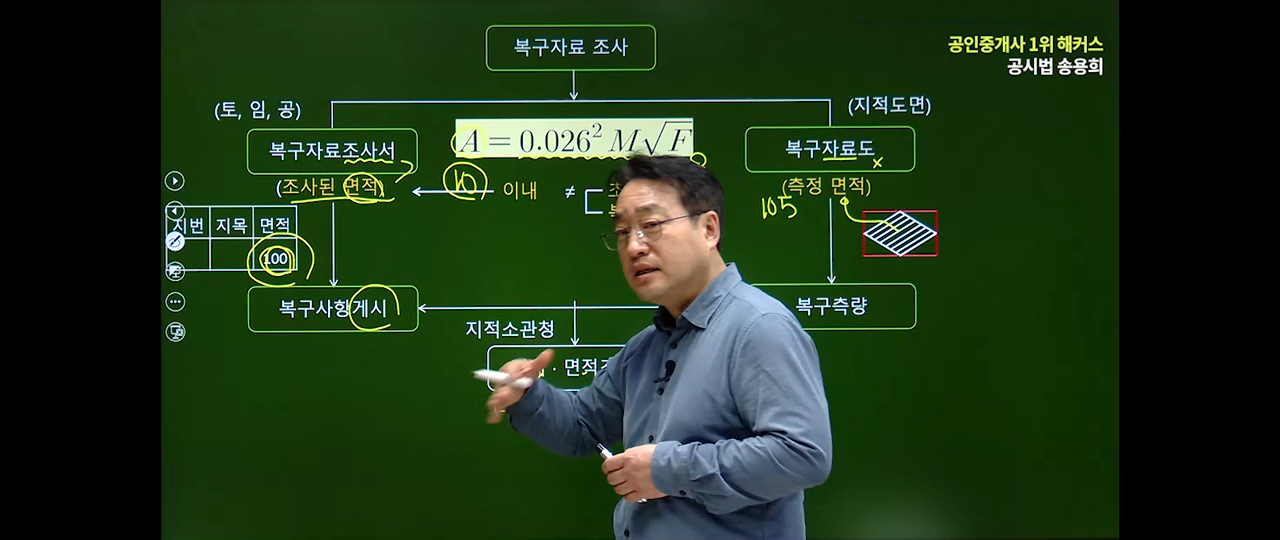 복구자료 조사
공인중개사 1위 해커스
공시법 송용희
(토, 임, 공)
(지적도면)
복구자료조사서
A = 0.026² M√F
복구자료도
(조사된 면적)
10 이내 ≠
(측정 면적)
105
지번 지목 면적
100
복구사항게시
복구측량
지적소관청
· 면적